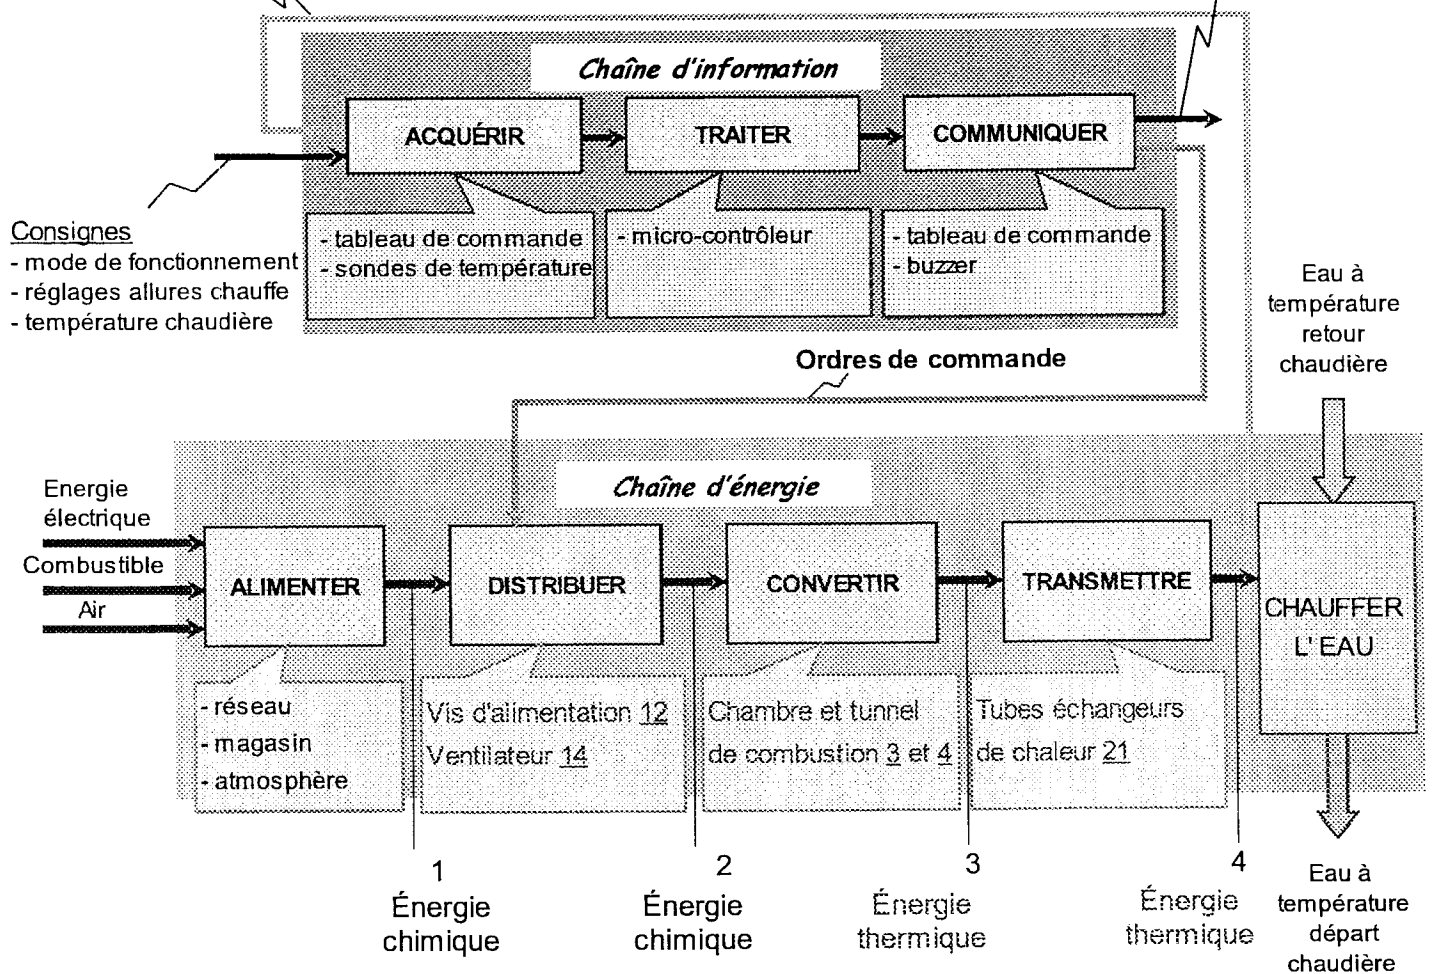 Chaîne d'information
ACQUÉRIR
TRAITER
COMMUNIQUER
Consignes
- mode de fonctionnement
- réglages allures chauffe
- température chaudière
- tableau de commande
- sondes de température
- micro-contrôleur
- tableau de commande
- buzzer
Eau à
température
retour
chaudière
Ordres de commande
Chaîne d'énergie
Energie
électrique
Combustible
Air
ALIMENTER
DISTRIBUER
CONVERTIR
TRANSMETTRE
CHAUFFER
L' EAU
- réseau
- magasin
- atmosphère
Vis d'alimentation 12
Ventilateur 14
Chambre et tunnel
de combustion 3 et 4
Tubes échangeurs
de chaleur 21
1
Énergie
chimique
2
Énergie
chimique
3
Énergie
thermique
4
Énergie
thermique
Eau à
température
départ
chaudière